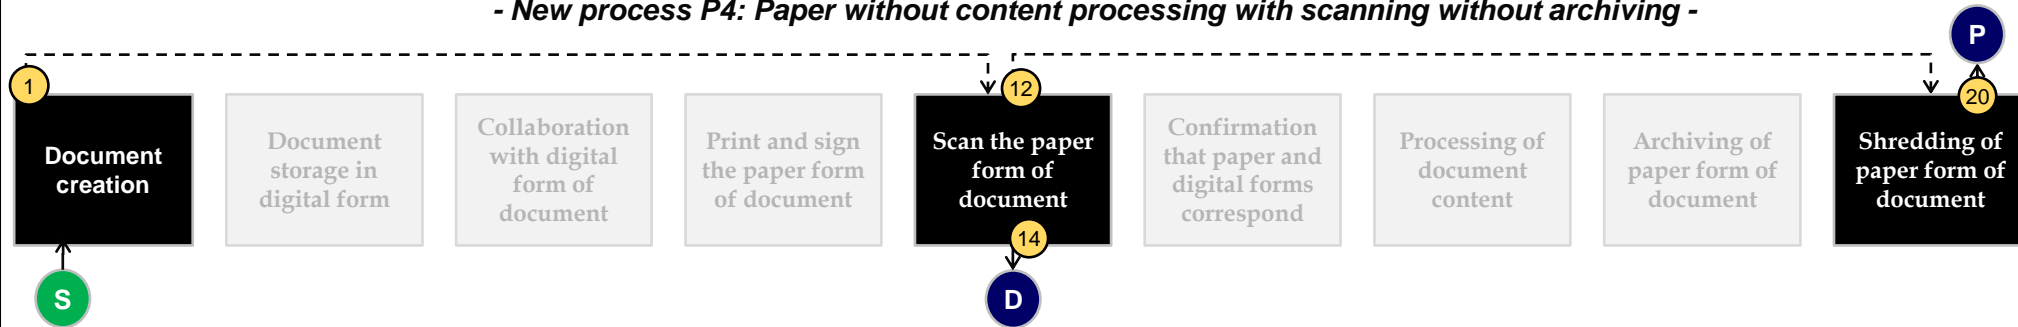 - New process P4: Paper without content processing with scanning without archiving -
P
1
12
20
Document
creation
Document
storage in
digital form
Collaboration
with digital
form of
document
Print and sign
the paper form
of document
Scan the paper
form of
document
Confirmation
that paper and
digital forms
correspond
Processing of
document
content
Archiving of
paper form of
document
Shredding of
paper form of
document
14
S
D